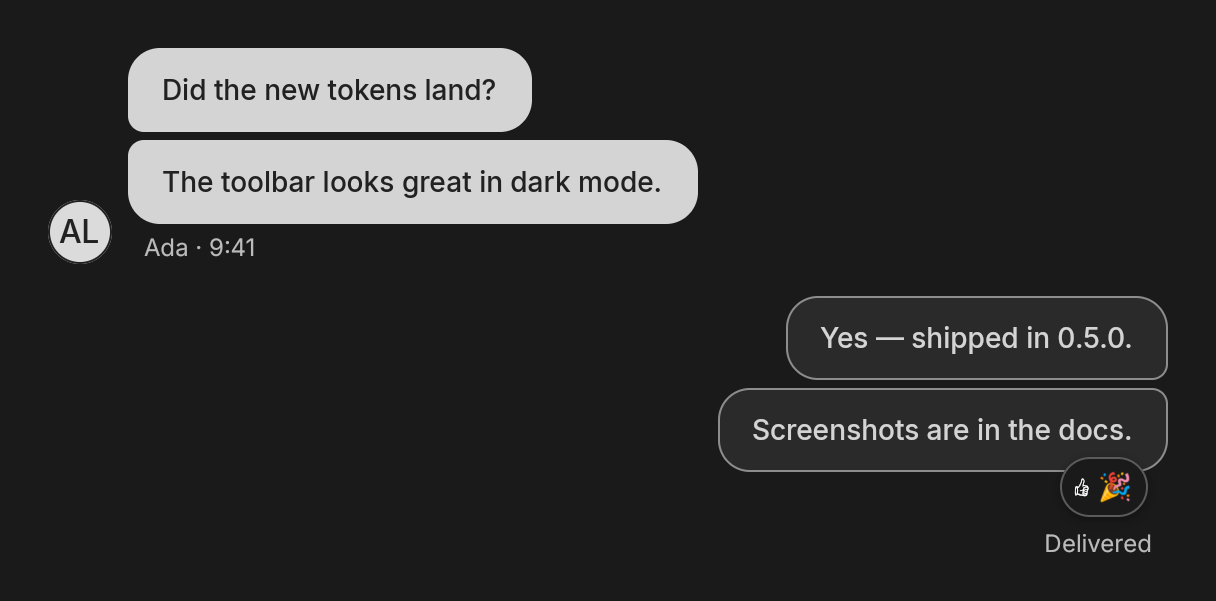 Did the new tokens land?
The toolbar looks great in dark mode.
AL
Ada · 9:41
Yes — shipped in 0.5.0.
Screenshots are in the docs.
👍 🎉
Delivered